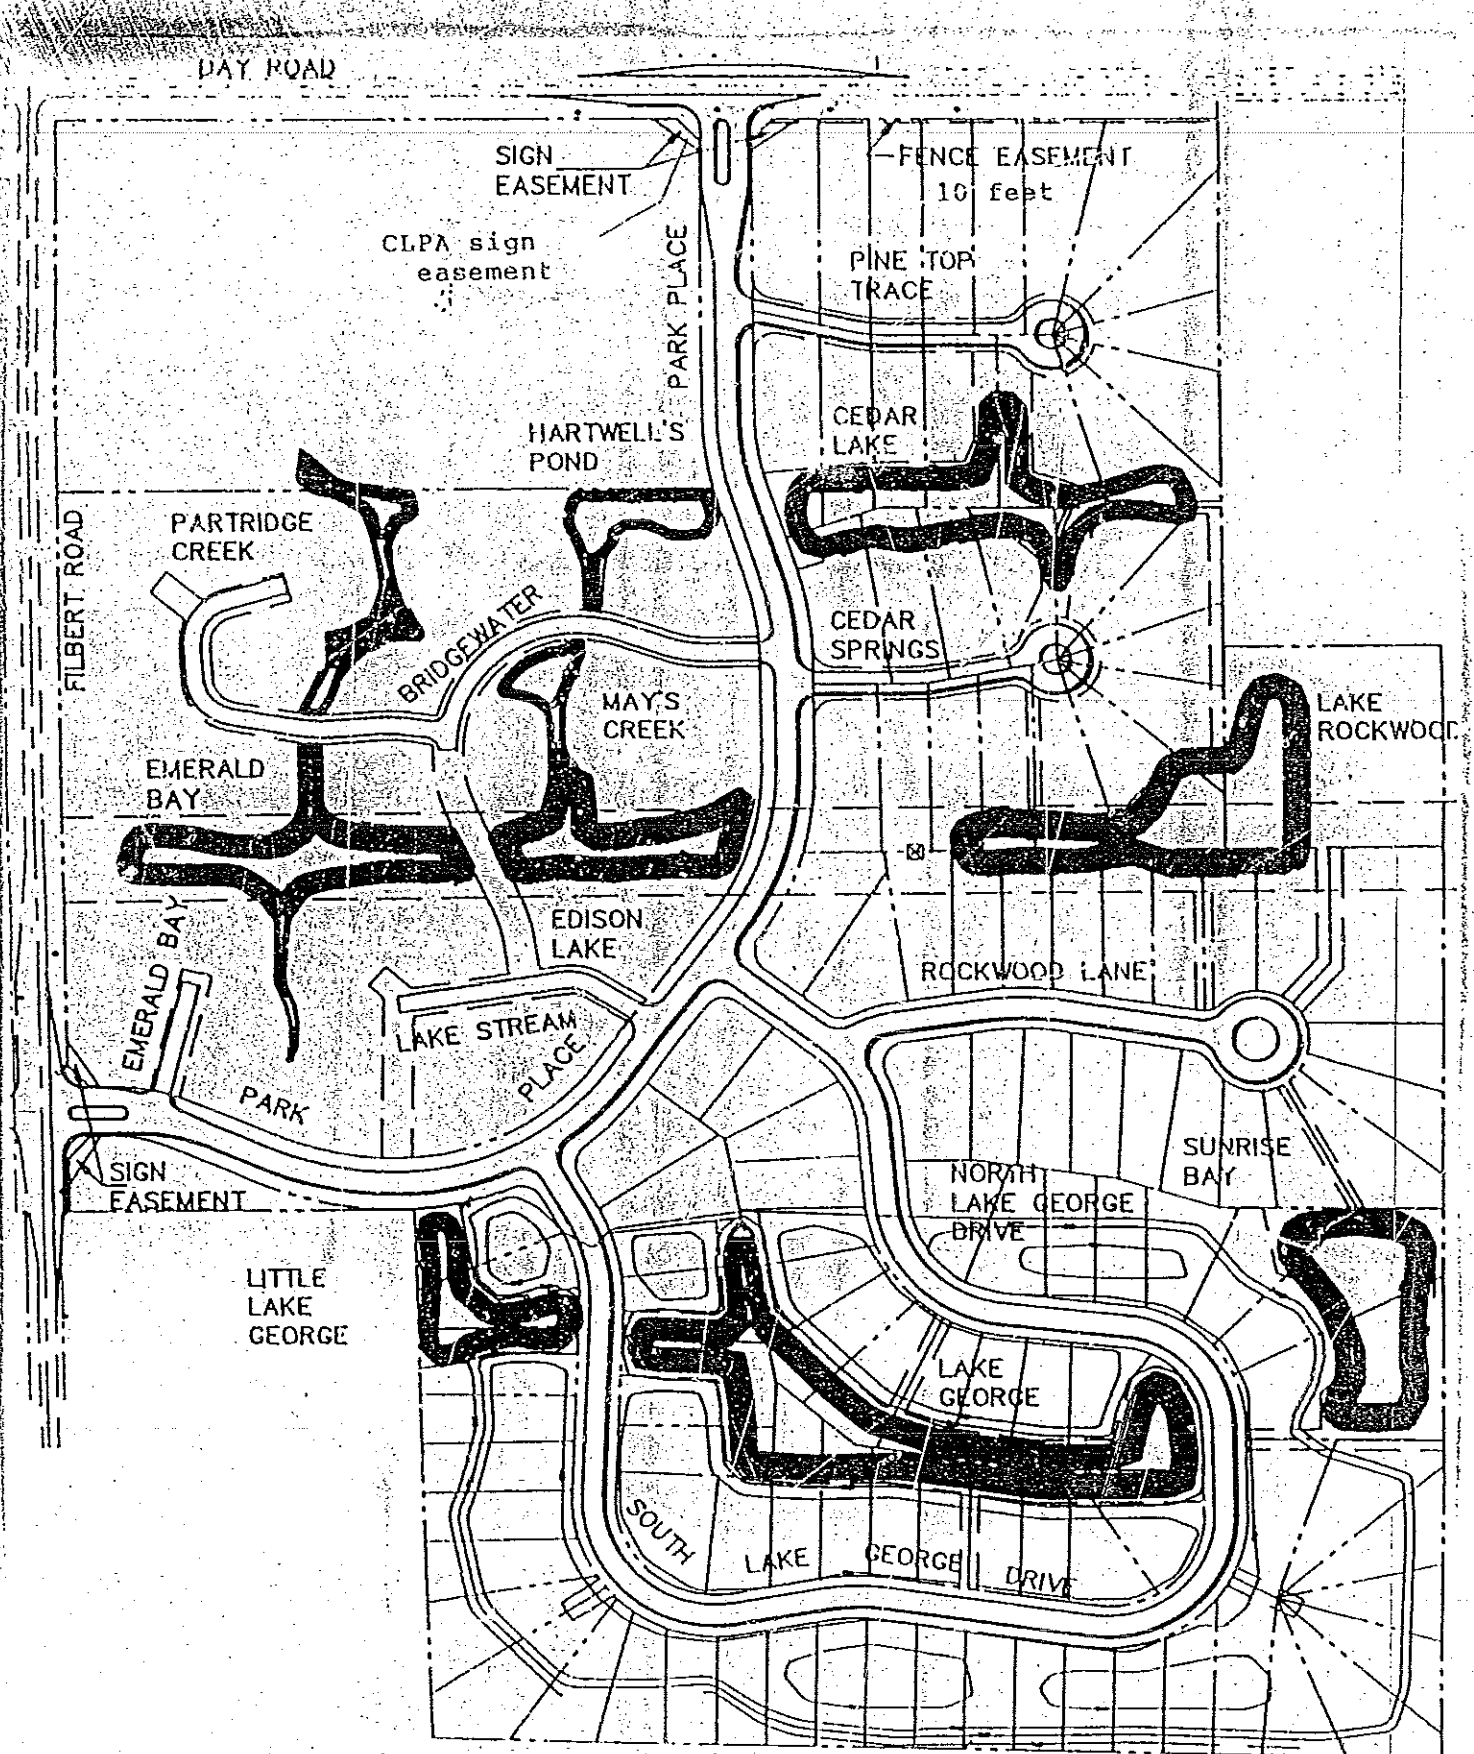 DAY ROAD
SIGN
EASEMENT
FENCE EASEMENT
10 feet
CLPA sign
easement
PARK PLACE
PINE TOP
TRACE
HARTWELL'S
POND
CEDAR
LAKE
FILBERT ROAD
PARTRIDGE
CREEK
BRIDGEWATER
CEDAR
SPRINGS
MAY'S
CREEK
LAKE
ROCKWOOD
EMERALD
BAY
EDISON
LAKE
EMERALD BAY
ROCKWOOD LANE
LAKE STREAM
PLACE
PARK
SIGN
EASEMENT
SUNRISE
BAY
NORTH
LAKE GEORGE
DRIVE
LITTLE
LAKE
GEORGE
LAKE
GEORGE
SOUTH LAKE GEORGE DRIVE